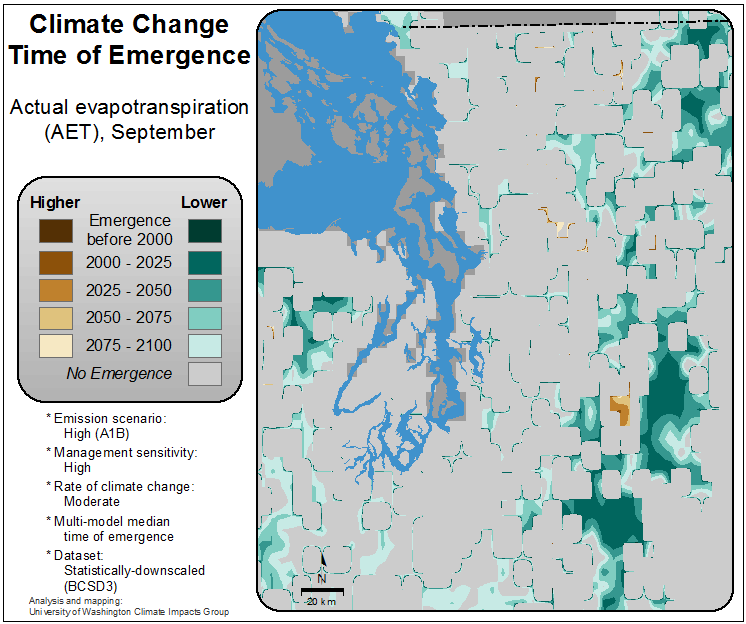 Climate Change
Time of Emergence
Actual evapotranspiration
(AET), September
Higher Lower
Emergence
before 2000
2000 - 2025
2025 - 2050
2050 - 2075
2075 - 2100
No Emergence
* Emission scenario:
High (A1B)
* Management sensitivity:
High
* Rate of climate change:
Moderate
* Multi-model median
time of emergence
* Dataset:
Statistically-downscaled
(BCSD3)
Analysis and mapping:
University of Washington Climate Impacts Group
N
20 km